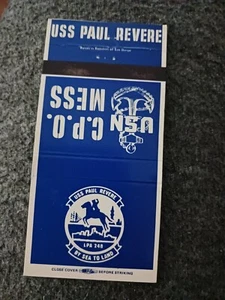 USS PAUL REVERE
C.P.O.
MESS
USN
USS PAUL REVERE
LPA 248
BY SEA TO LAND
CLOSE COVER BEFORE STRIKING